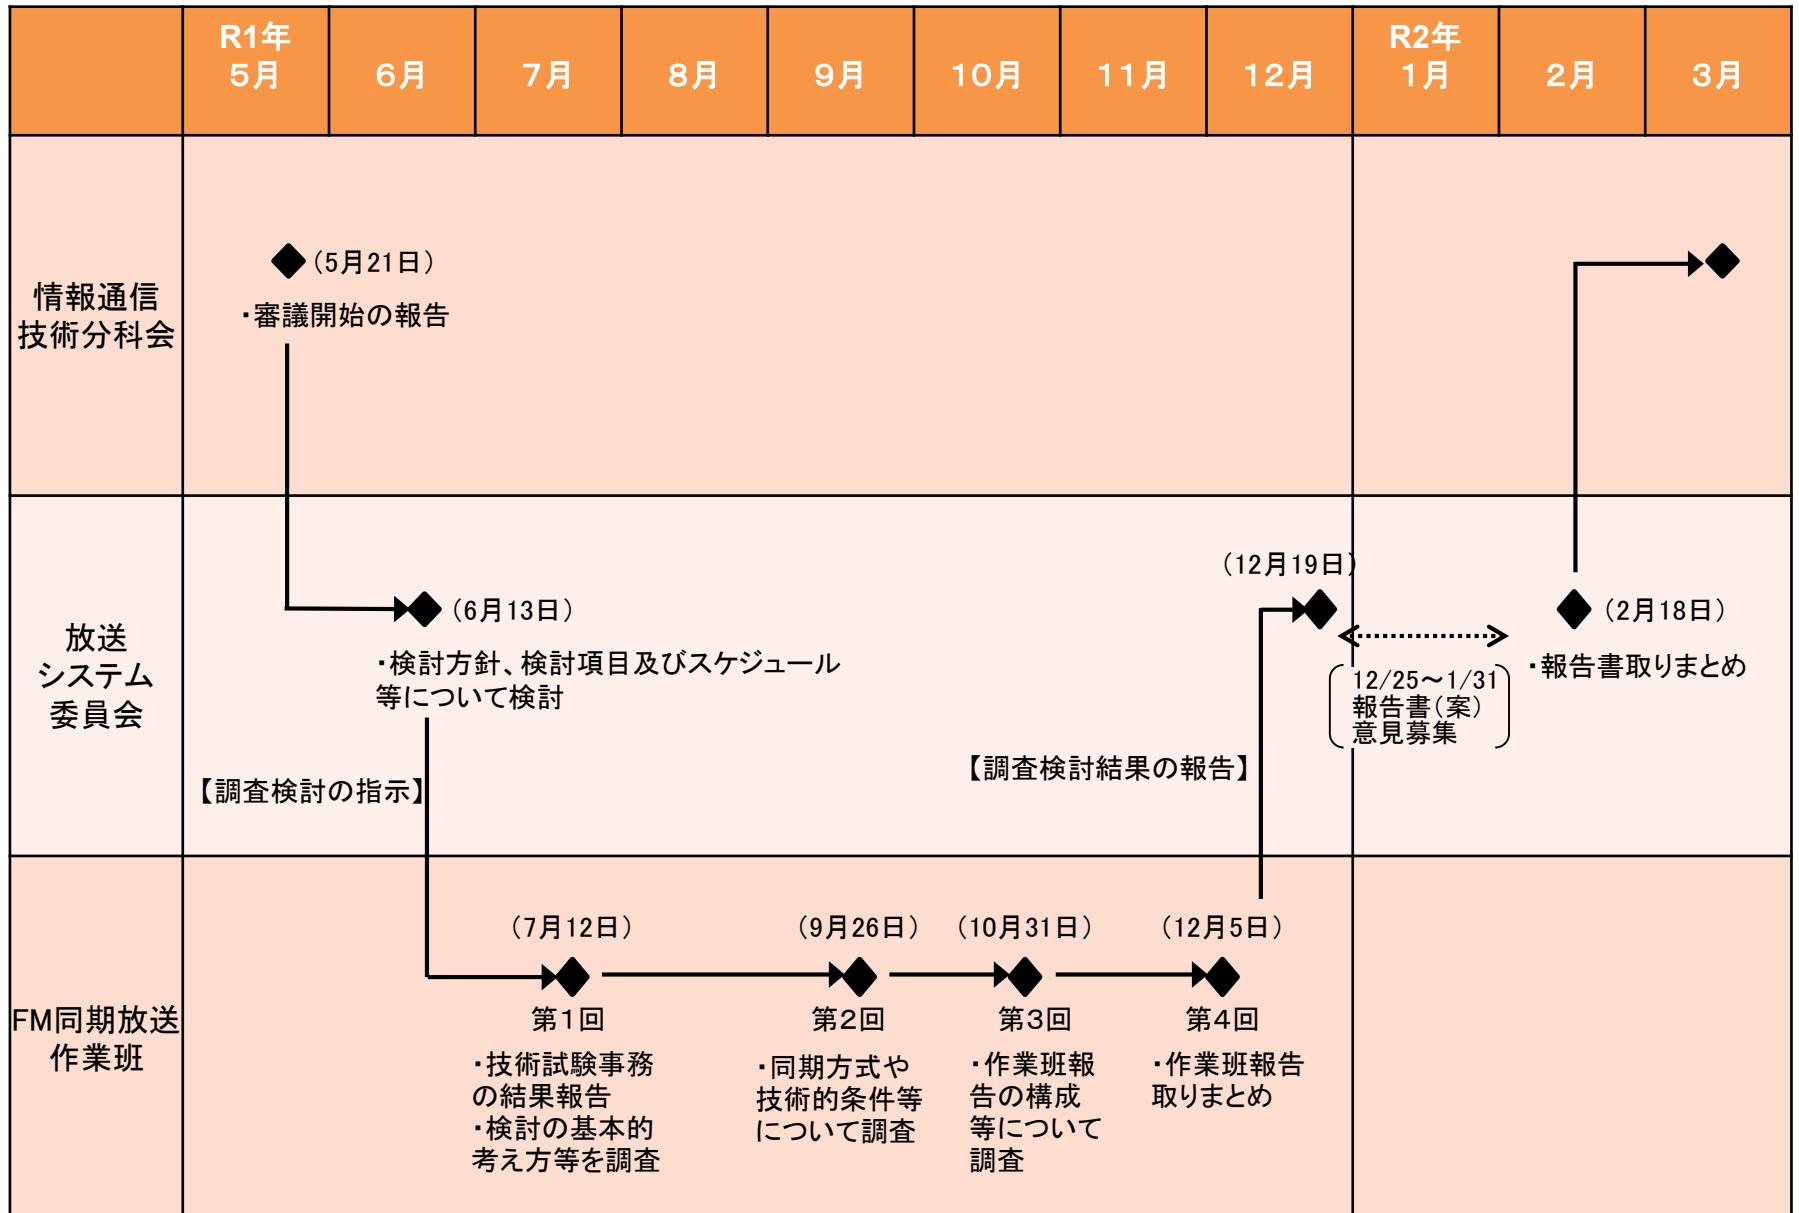 R1年
5月
6月
7月
8月
9月
10月
11月
12月
R2年
1月
2月
3月
情報通信
技術分科会
（5月21日）
・審議開始の報告
放送
システム
委員会
（6月13日）
・検討方針、検討項目及びスケジュール
等について検討
【調査検討の指示】
（12月19日）
【調査検討結果の報告】
12/25～1/31
報告書（案）
意見募集
（2月18日）
・報告書取りまとめ
FM同期放送
作業班
（7月12日）
第1回
・技術試験事務
の結果報告
・検討の基本的
考え方等を調査
（9月26日）
第2回
・同期方式や
技術的条件等
について調査
（10月31日）
第3回
・作業班報
告の構成
等について
調査
（12月5日）
第4回
・作業班報告
取りまとめ